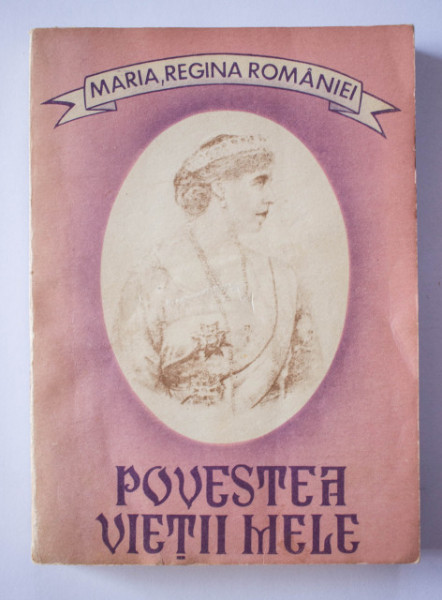 MARIA, REGINA ROMÂNIEI
POVESTEA
VIEȚII MELE